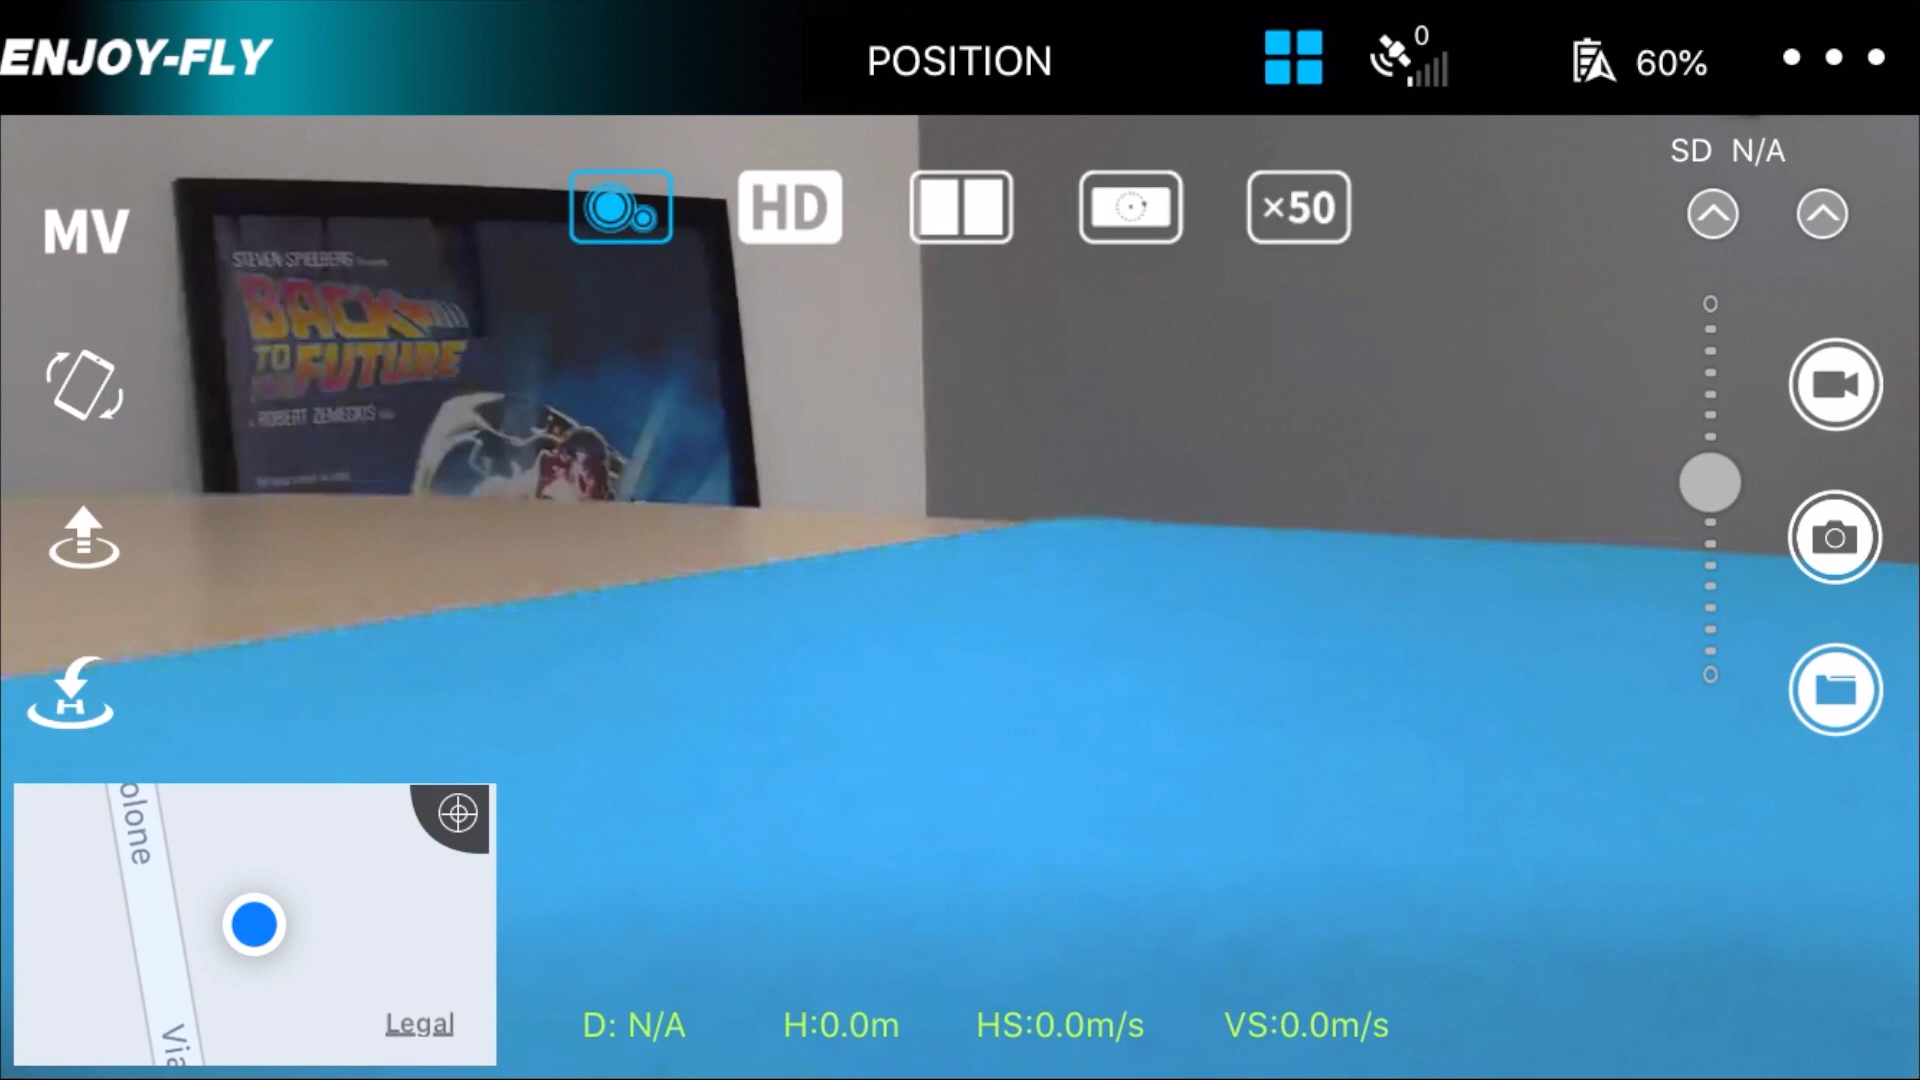 ENJOY-FLY
POSITION
0
60%
SD N/A
MV
HD
×50
STEVEN SPIELBERG
BACK
TO THE FUTURE
A ROBERT ZEMECKIS
olone
Via
Legal
D: N/A
H:0.0m
HS:0.0m/s
VS:0.0m/s